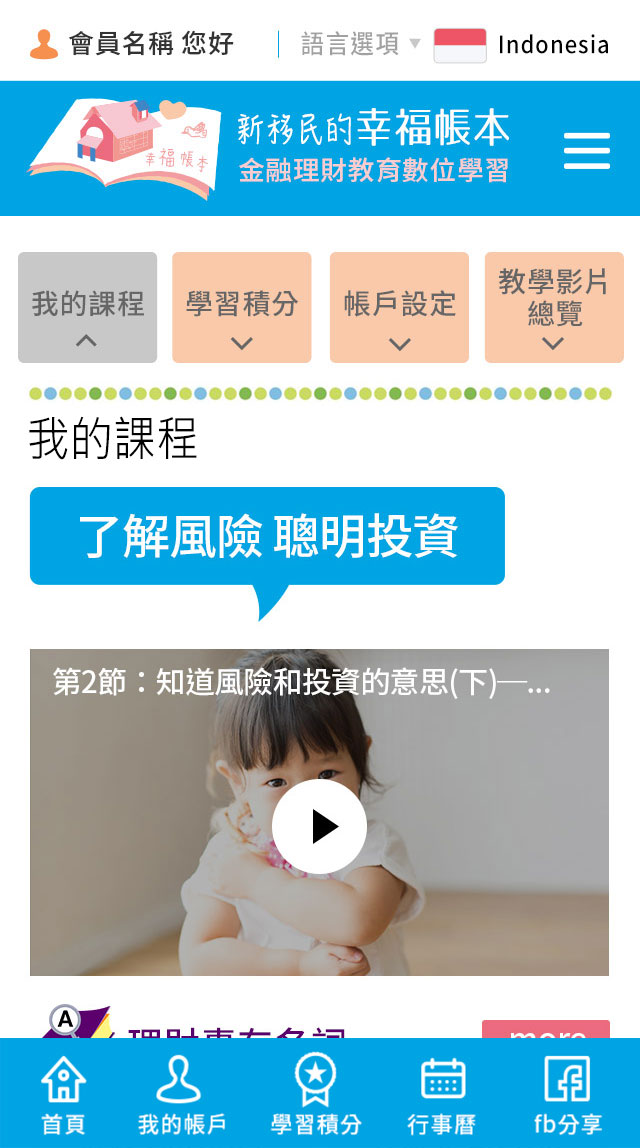 會員名稱 您好
語言選項
Indonesia
幸福帳本
新移民的幸福帳本
金融理財教育數位學習
我的課程
學習積分
帳戶設定
教學影片
總覽
我的課程
了解風險 聰明投資
第2節：知道風險和投資的意思(下)─...
A
理財專有名詞
more
首頁
我的帳戶
學習積分
行事曆
fb分享